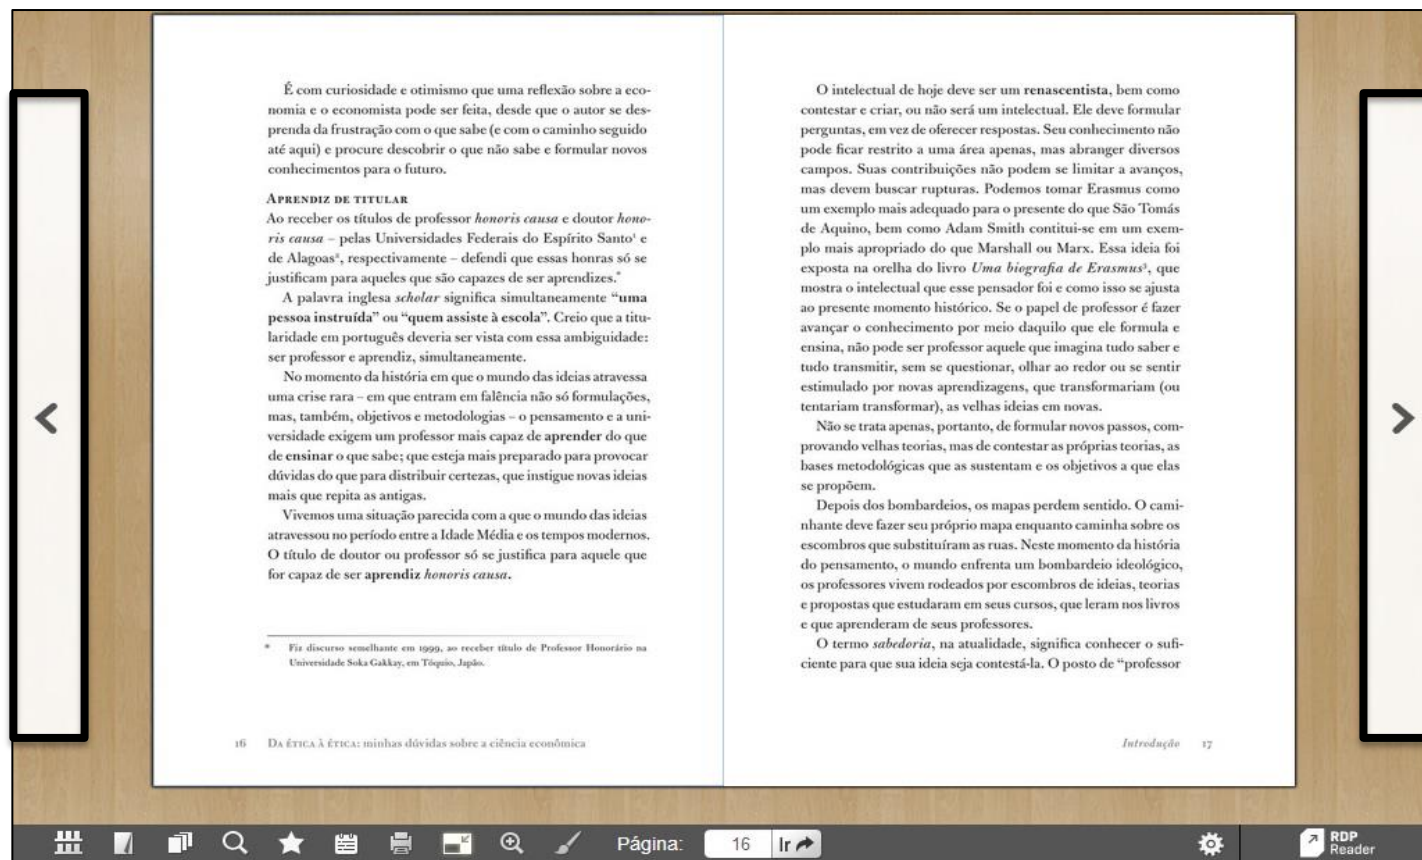 É com curiosidade e otimismo que uma reflexão sobre a eco-
nomia e o economista pode ser feita, desde que o autor se des-
prenda da frustração com o que sabe (e com o caminho seguido
até aqui) e procure descobrir o que não sabe e formular novos
conhecimentos para o futuro.
APRENDIZ DE TITULAR
Ao receber os títulos de professor honoris causa e doutor hono-
ris causa – pelas Universidades Federais do Espírito Santo¹ e
de Alagoas², respectivamente – defendi que essas honras só se
justificam para aqueles que são capazes de ser aprendizes.*
A palavra inglesa scholar significa simultaneamente “uma
pessoa instruída” ou “quem assiste à escola”. Creio que a titu-
laridade em português deveria ser vista com essa ambiguidade:
ser professor e aprendiz, simultaneamente.
No momento da história em que o mundo das ideias atravessa
uma crise rara – em que entram em falência não só formulações,
mas, também, objetivos e metodologias – o pensamento e a uni-
versidade exigem um professor mais capaz de aprender do que
de ensinar o que sabe; que esteja mais preparado para provocar
dúvidas do que para distribuir certezas, que instigue novas ideias
mais que repita as antigas.
Vivemos uma situação parecida com a que o mundo das ideias
atravessou no período entre a Idade Média e os tempos modernos.
O título de doutor ou professor só se justifica para aquele que
for capaz de ser aprendiz honoris causa.
* Fiz discurso semelhante em 1999, ao receber título de Professor Honorário na
Universidade Soka Gakkay, em Tóquio, Japão.
16 DA ÉTICA À ÉTICA: minhas dúvidas sobre a ciência econômica
O intelectual de hoje deve ser um renascentista, bem como
contestar e criar, ou não será um intelectual. Ele deve formular
perguntas, em vez de oferecer respostas. Seu conhecimento não
pode ficar restrito a uma área apenas, mas abranger diversos
campos. Suas contribuições não podem se limitar a avanços,
mas devem buscar rupturas. Podemos tomar Erasmus como
um exemplo mais adequado para o presente do que São Tomás
de Aquino, bem como Adam Smith contitui-se em um exem-
plo mais apropriado do que Marshall ou Marx. Essa ideia foi
exposta na orelha do livro Uma biografia de Erasmus³, que
mostra o intelectual que esse pensador foi e como isso se ajusta
ao presente momento histórico. Se o papel de professor é fazer
avançar o conhecimento por meio daquilo que ele formula e
ensina, não pode ser professor aquele que imagina tudo saber e
tudo transmitir, sem se questionar, olhar ao redor ou se sentir
estimulado por novas aprendizagens, que transformariam (ou
tentariam transformar), as velhas ideias em novas.
Não se trata apenas, portanto, de formular novos passos, com-
provando velhas teorias, mas de contestar as próprias teorias, as
bases metodológicas que as sustentam e os objetivos a que elas
se propõem.
Depois dos bombardeios, os mapas perdem sentido. O cami-
nhante deve fazer seu próprio mapa enquanto caminha sobre os
escombros que substituíram as ruas. Neste momento da história
do pensamento, o mundo enfrenta um bombardeio ideológico,
os professores vivem rodeados por escombros de ideias, teorias
e propostas que estudaram em seus cursos, que leram nos livros
e que aprenderam de seus professores.
O termo sabedoria, na atualidade, significa conhecer o sufi-
ciente para que sua ideia seja contestá-la. O posto de “professor
Introdução 17
Página: 16 Ir
RDP
Reader